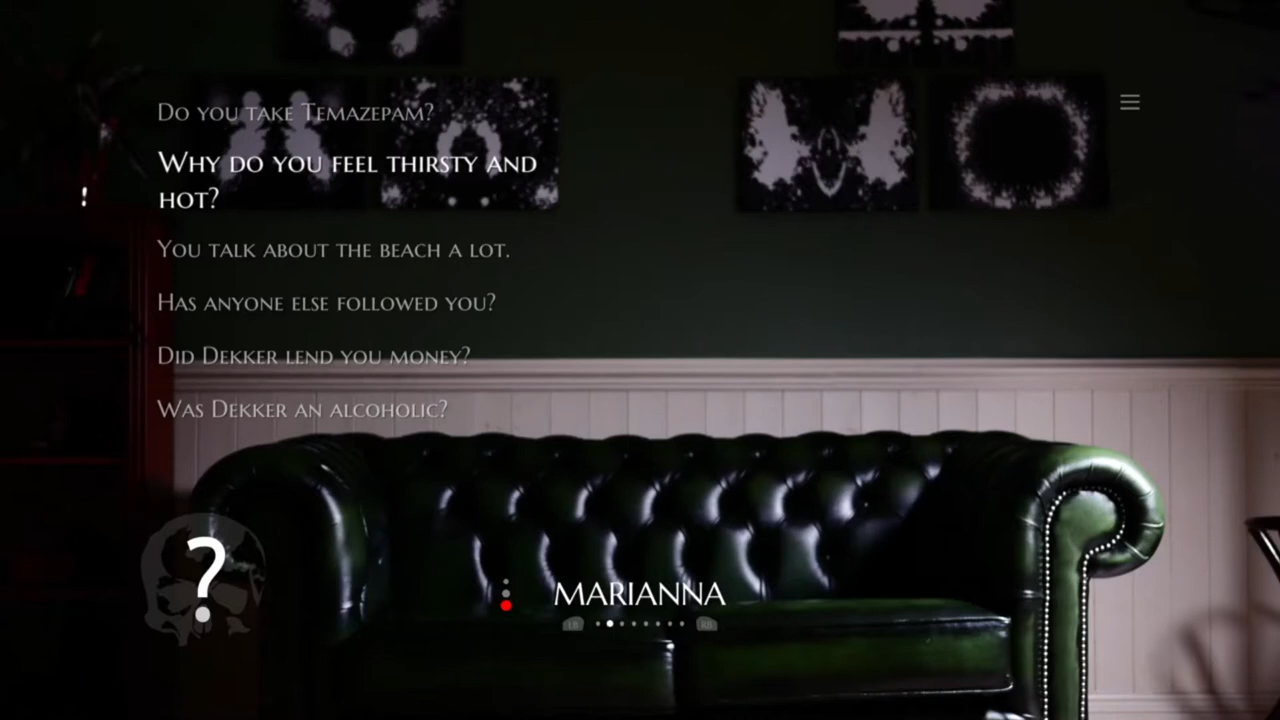 Do you take Temazepam?
Why do you feel thirsty and
hot?
!
You talk about the beach a lot.
Has anyone else followed you?
Did Dekker lend you money?
Was Dekker an alcoholic?
?
MARIANNA
LB
RB